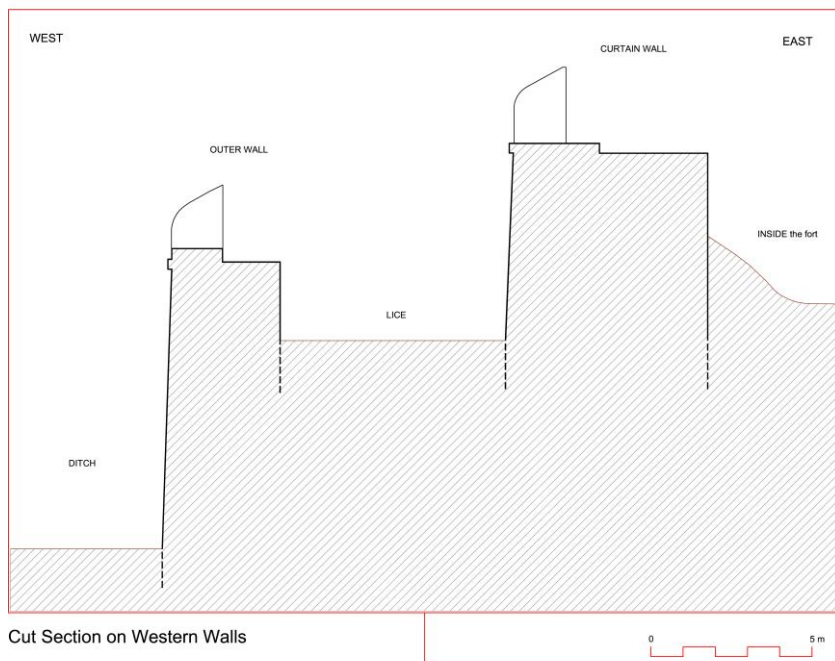 WEST
EAST
CURTAIN WALL
OUTER WALL
INSIDE the fort
LICE
DITCH
Cut Section on Western Walls
0 5 m